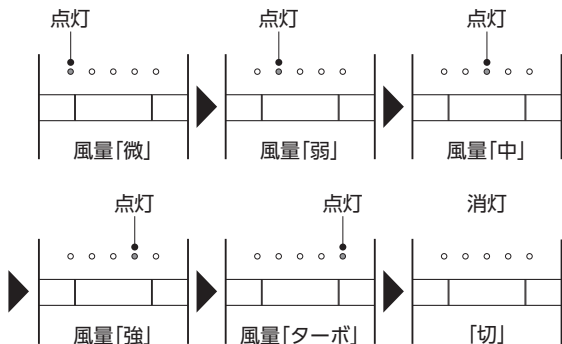 点灯 点灯 点灯
風量「微」 風量「弱」 風量「中」
点灯 点灯 消灯
風量「強」 風量「ターボ」 「切」